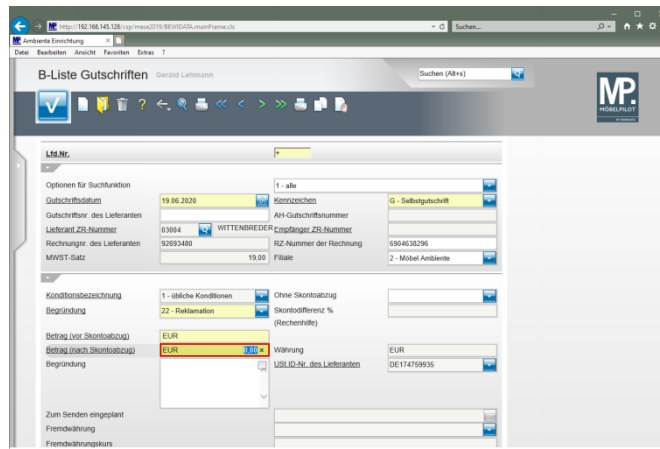 http://192.168.145.128/csp/mese2019/BEWIDATA.mainFrame.cls
Suchen...
Ambiente Einrichtung
Datei Bearbeiten Ansicht Favoriten Extras ?
B-Liste Gutschriften Gerald Lehmann
Suchen (Alt+s)
MP.
MÖBELPILOT
Lfd.Nr. +
Optionen für Suchfunktion 1 - alle
Gutschriftsdatum 19.06.2020 Kennzeichen G - Selbstgutschrift
Gutschriftsnr. des Lieferanten AH-Gutschriftsnummer
Lieferant ZR-Nummer 03004 WITTENBREDER Empfänger ZR-Nummer
Rechnungnr. des Lieferanten 92693480 RZ-Nummer der Rechnung 6904638296
MWST-Satz 19,00 Filiale 2 - Möbel Ambiente
Konditionsbezeichnung 1 - übliche Konditionen Ohne Skontoabzug
Begründung 22 - Reklamation Skontodifferenz %
(Rechenhilfe)
Betrag (vor Skontoabzug) EUR
Betrag (nach Skontoabzug) EUR 0,00 Währung EUR
Begründung USt.ID-Nr. des Lieferanten DE174759935
Zum Senden eingeplant
Fremdwährung
Fremdwährungskurs